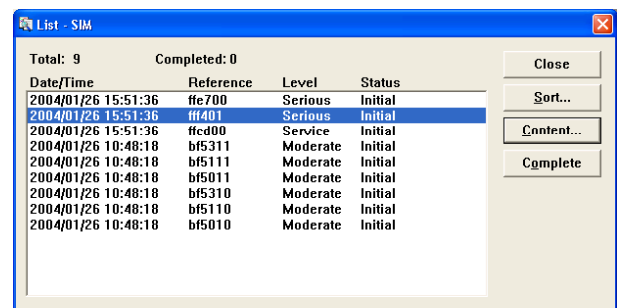 List - SIM
Total: 9 Completed: 0
Close
Date/Time Reference Level Status
2004/01/26 15:51:36 ffe700 Serious Initial
Sort...
2004/01/26 15:51:36 fff401 Serious Initial
2004/01/26 15:51:36 ffcd00 Service Initial
Content...
2004/01/26 10:48:18 bf5311 Moderate Initial
2004/01/26 10:48:18 bf5111 Moderate Initial
Complete
2004/01/26 10:48:18 bf5011 Moderate Initial
2004/01/26 10:48:18 bf5310 Moderate Initial
2004/01/26 10:48:18 bf5110 Moderate Initial
2004/01/26 10:48:18 bf5010 Moderate Initial